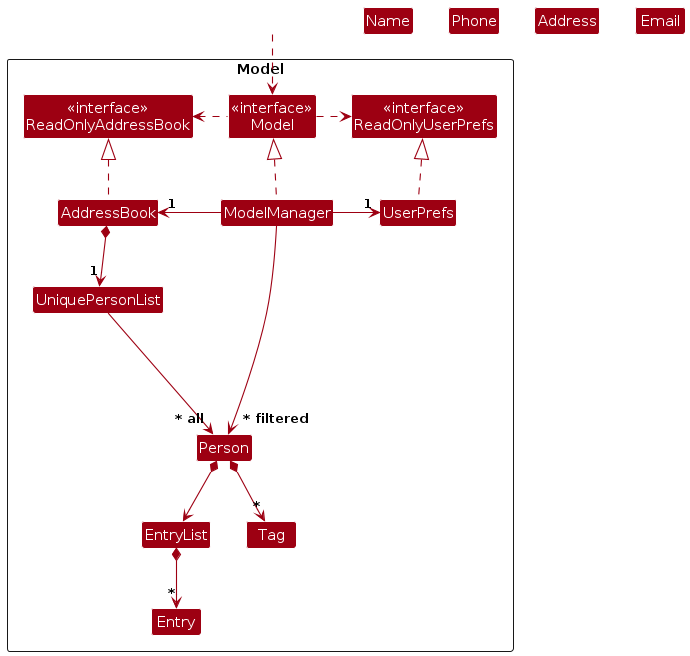 Name
Phone
Address
Email
Model
«interface»
ReadOnlyAddressBook
«interface»
Model
«interface»
ReadOnlyUserPrefs
AddressBook
1
ModelManager
1
UserPrefs
1
UniquePersonList
* all
* filtered
Person
*
EntryList
Tag
*
Entry